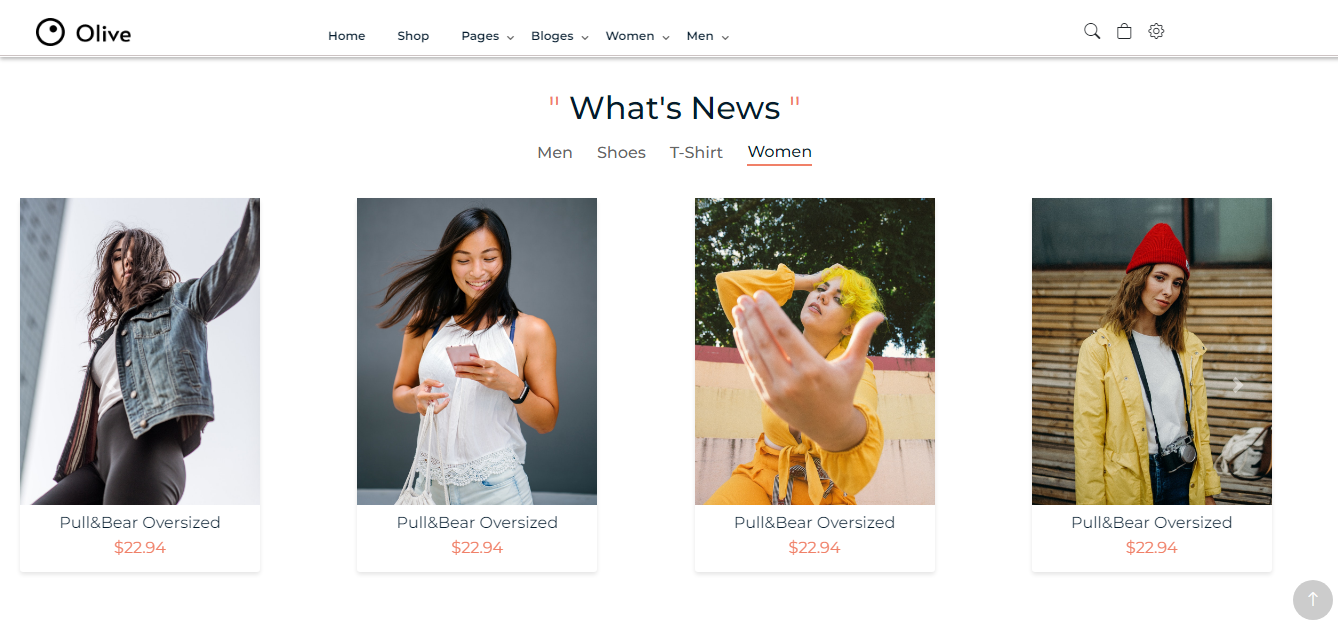 Olive
Home Shop Pages Bloges Women Men
" What's News "
Men Shoes T-Shirt Women
Pull&Bear Oversized Pull&Bear Oversized Pull&Bear Oversized Pull&Bear Oversized
$22.94 $22.94 $22.94 $22.94